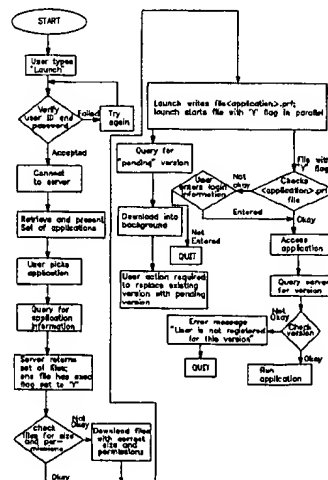 START
User types
"Launch"
Verify
user ID and
password
Failed
Try
again
Accepted
Connect
to server
Retrieve and present
Set of applications
User picks
application
Query for
application
information
Server returns
set of files;
one file has exec
flag set to 'Y'
Check
files for size
and per-
missions
Not
Okay
Download files
with correct
size and
permissions
Okay
Launch writes file<application>.prf;
launch starts file with 'Y' flag in parallel
Query for
"pending" version
Download into
background
User action required
to replace existing
version with pending
version
File with
'Y' flag
Checks
<application>.prf
file
Not
okay
User
enters login
information
Entered
Not
Entered
QUIT
Okay
Access
application
Query server
for version
Check
version
Not
Okay
Error message
"User is not registered
for this version"
QUIT
Okay
Run
application